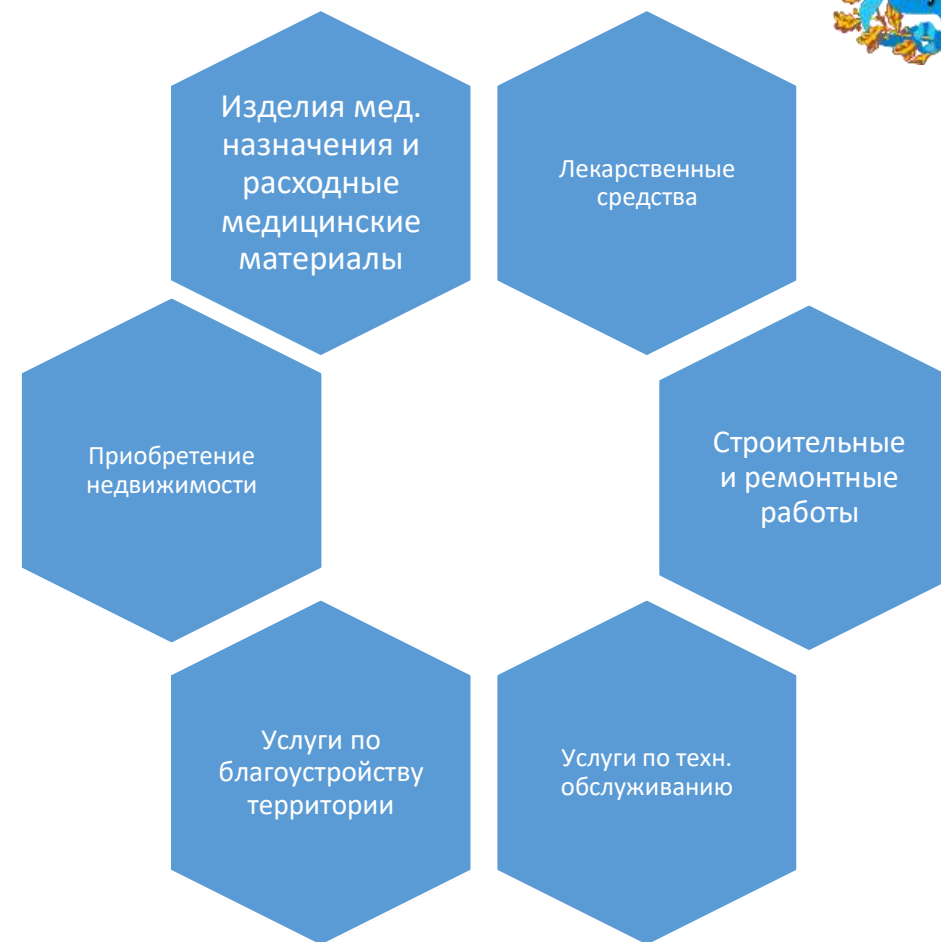 Изделия мед.
назначения и
расходные
медицинские
материалы
Лекарственные
средства
Приобретение
недвижимости
Строительные
и ремонтные
работы
Услуги по
благоустройству
территории
Услуги по техн.
обслуживанию